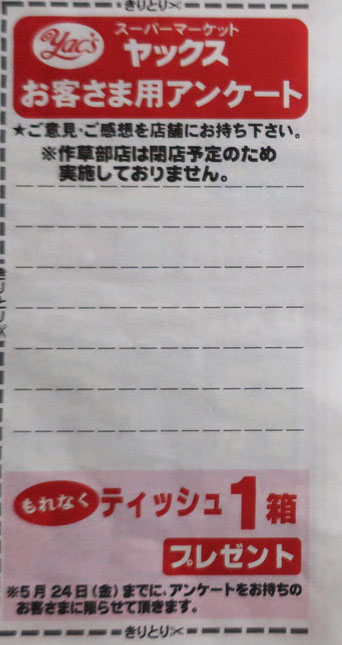 きりとり
Yac's
スーパーマーケット
ヤックス
お客さま用アンケート
★ご意見・ご感想を店舗にお持ち下さい。
※作草部店は閉店予定のため
実施しておりません。
きりとり
もれなく ティッシュ1箱
プレゼント
※5月24日(金)までに、アンケートをお持ちの
お客さまに限らせて頂きます。
きりとり